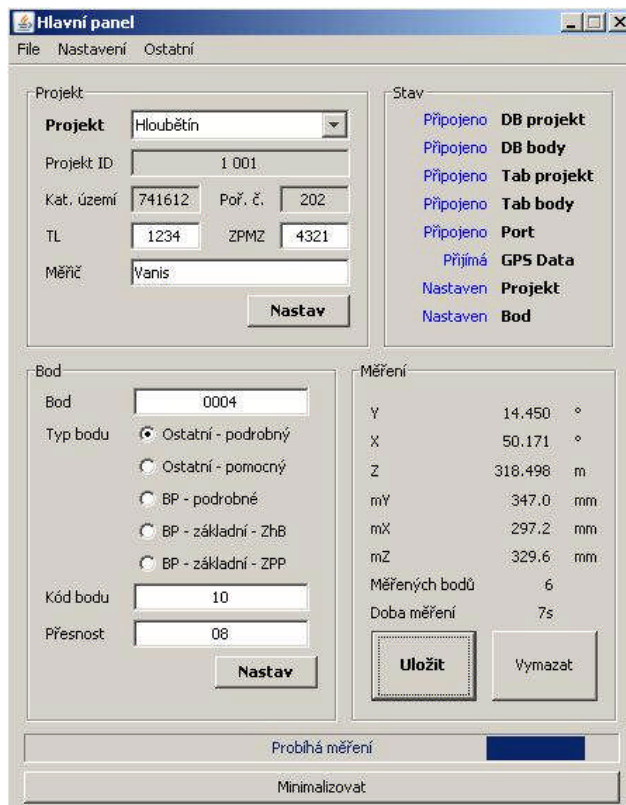 Hlavní panel
File Nastavení Ostatní
Projekt
Projekt Hloubětín
Projekt ID 1 001
Kat. území 741612 Poř. č. 202
TL 1234 ZPMZ 4321
Měřič Vanis
Nastav
Stav
Připojeno DB projekt
Připojeno DB body
Připojeno Tab projekt
Připojeno Tab body
Připojeno Port
Přijímá GPS Data
Nastaven Projekt
Nastaven Bod
Bod
Bod 0004
Typ bodu Ostatní - podrobný
Ostatní - pomocný
BP - podrobné
BP - základní - ZhB
BP - základní - ZPP
Kód bodu 10
Přesnost 08
Nastav
Měření
Y 14.450 °
X 50.171 °
Z 318.498 m
mY 347.0 mm
mX 297.2 mm
mZ 329.6 mm
Měřených bodů 6
Doba měření 7s
Uložit Vymazat
Probíhá měření
Minimalizovat